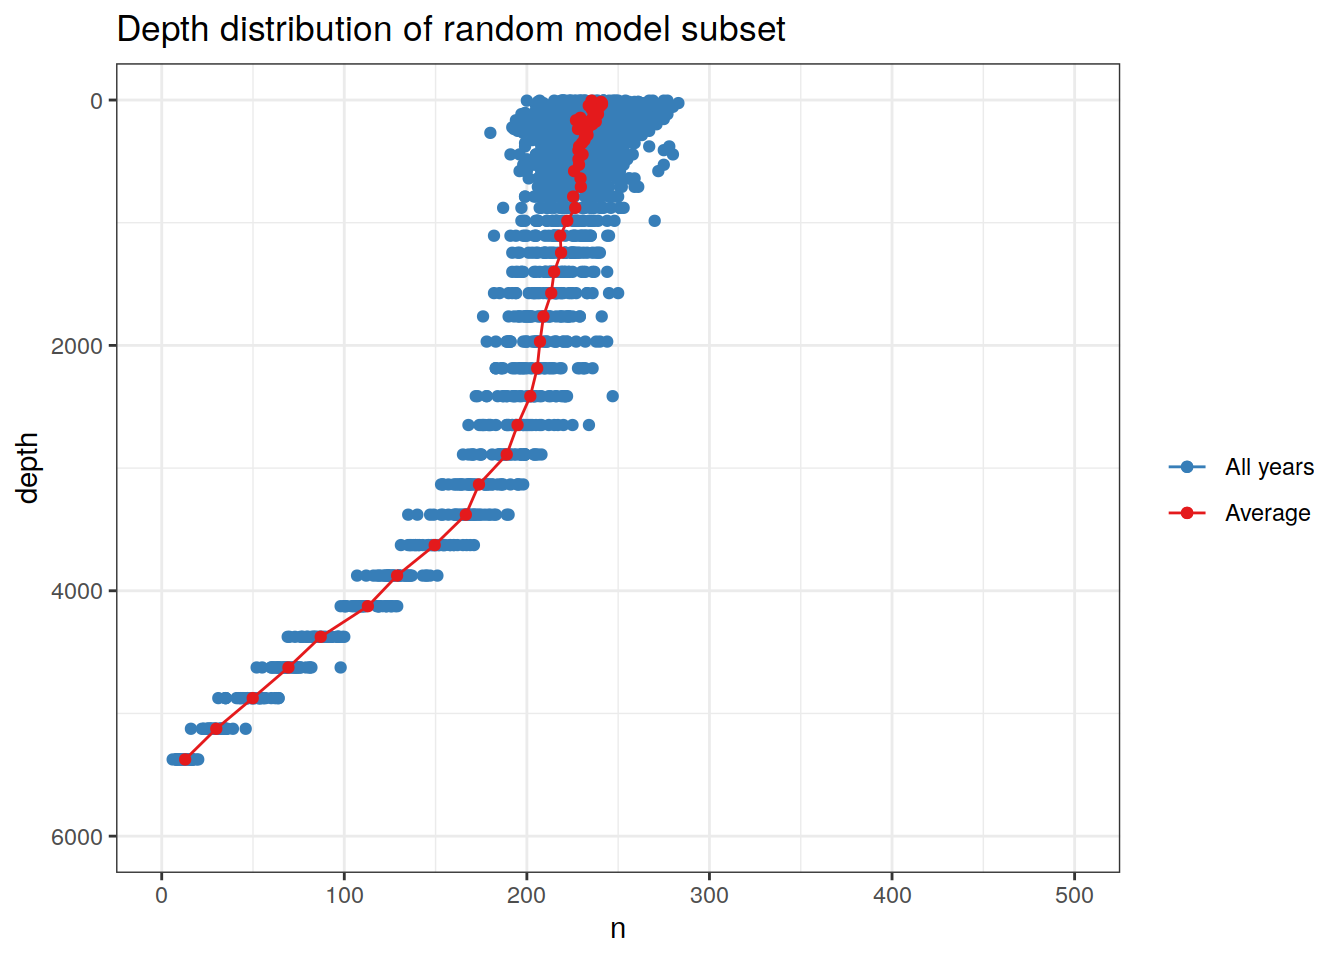 Depth distribution of random model subset
0
2000
4000
6000
depth
0 100 200 300 400 500
n
All years
Average